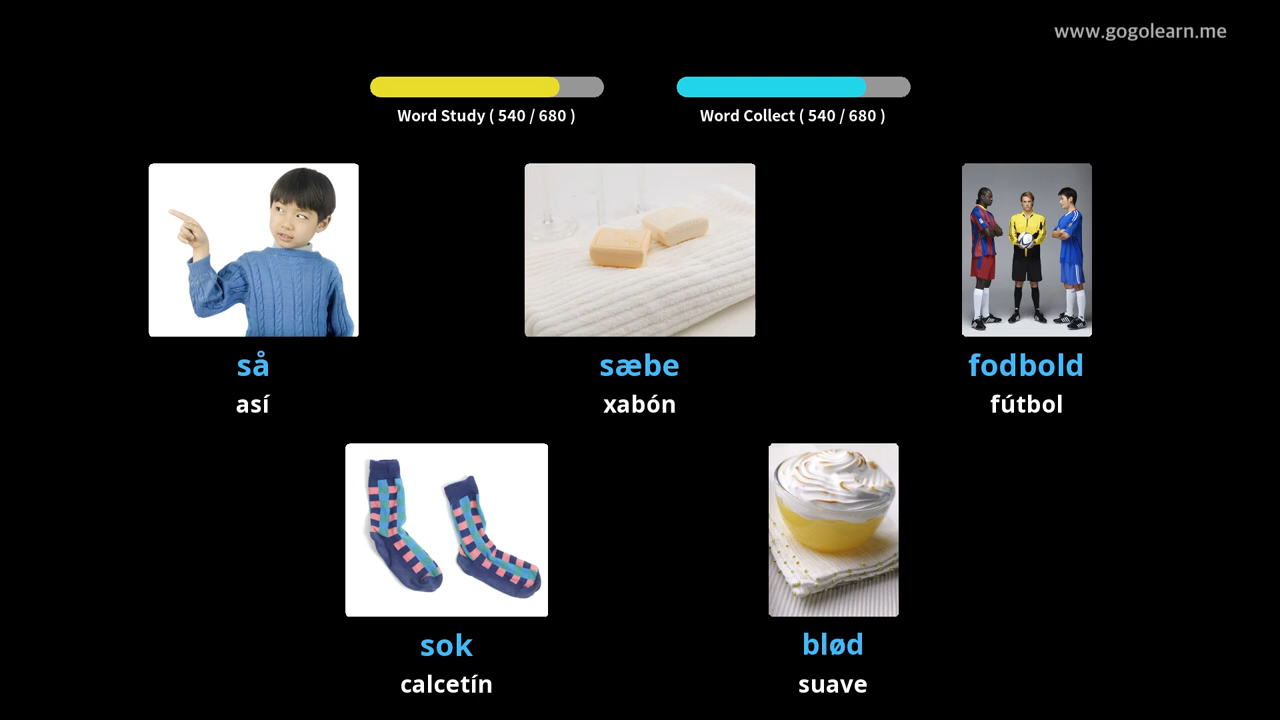 www.gogolearn.me
Word Study ( 540 / 680 )
Word Collect ( 540 / 680 )
så
así
sæbe
xabón
fodbold
fútbol
sok
calcetín
blød
suave